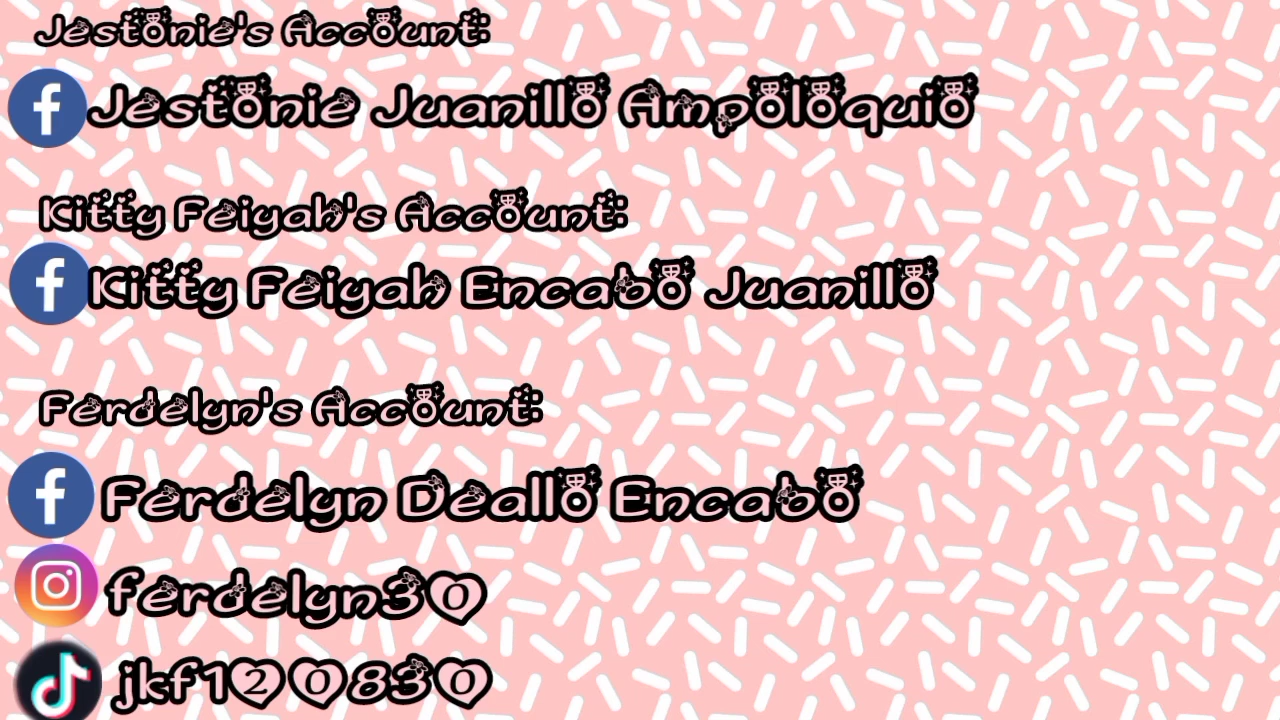 Jestonie's Account:
Jestonie Juanillo Ampoloquio
Kitty Feiyah's Account:
Kitty Feiyah Encabo Juanillo
Ferdelyn's Account:
Ferdelyn Deallo Encabo
ferdelyn30
jkf120830